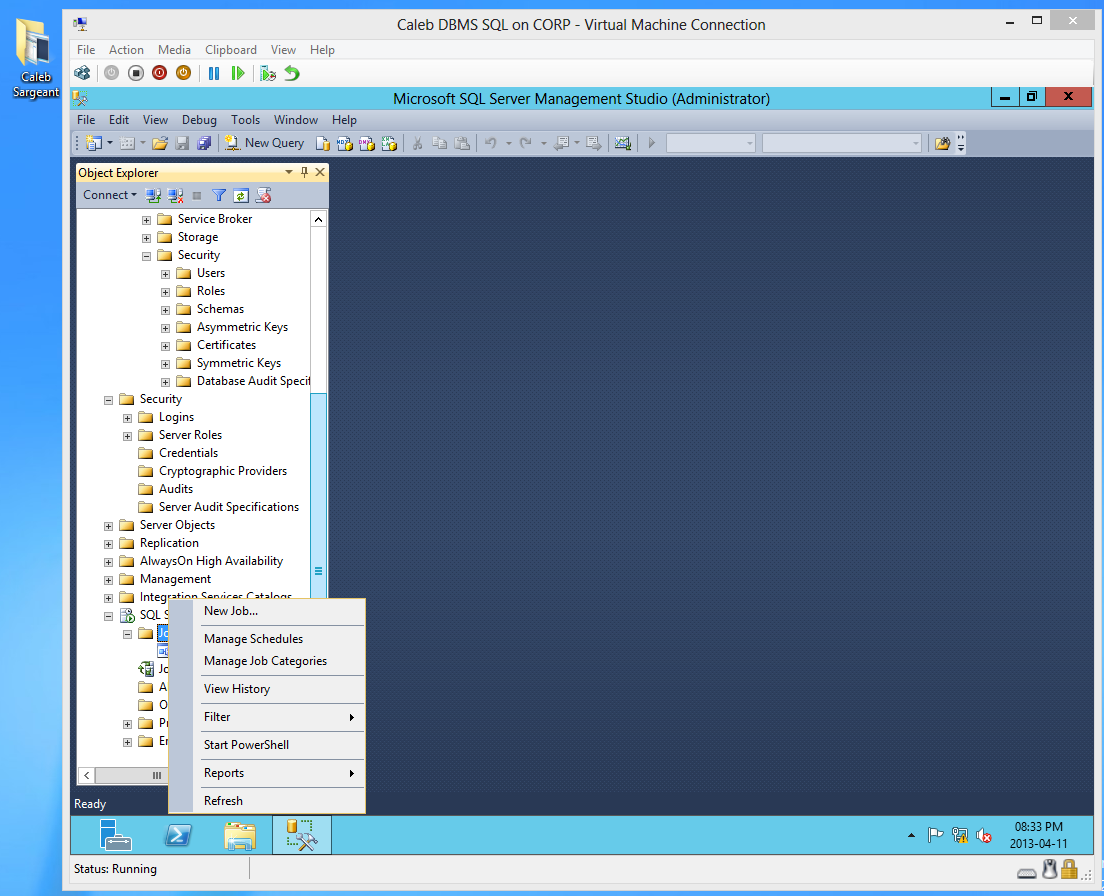 Caleb DBMS SQL on CORP - Virtual Machine Connection
Caleb
Sargeant
File Action Media Clipboard View Help
Microsoft SQL Server Management Studio (Administrator)
File Edit View Debug Tools Window Help
New Query
Object Explorer
Connect
Service Broker
Storage
Security
Users
Roles
Schemas
Asymmetric Keys
Certificates
Symmetric Keys
Database Audit Specif
Security
Logins
Server Roles
Credentials
Cryptographic Providers
Audits
Server Audit Specifications
Server Objects
Replication
AlwaysOn High Availability
Management
Integration Services Catalogs
SQL S
New Job...
Jo
Manage Schedules
Manage Job Categories
Jo
A
View History
O
Filter
Pr
Er
Start PowerShell
Reports
Refresh
Ready
08:33 PM
2013-04-11
Status: Running